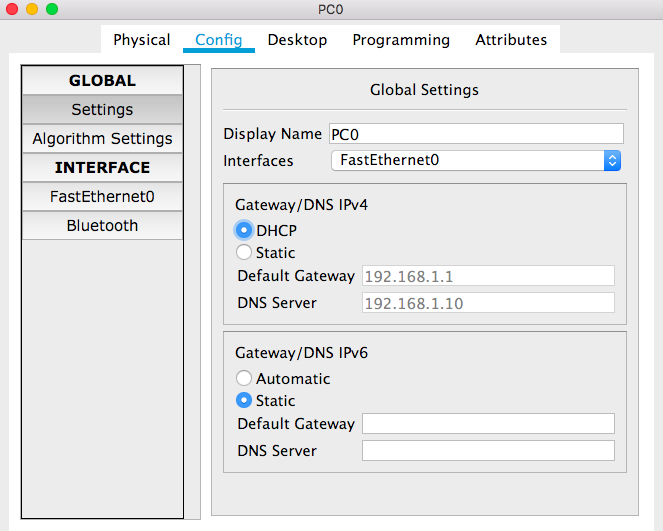 PC0
Physical Config Desktop Programming Attributes
GLOBAL
Settings
Algorithm Settings
INTERFACE
FastEthernet0
Bluetooth
Global Settings
Display Name PC0
Interfaces FastEthernet0
Gateway/DNS IPv4
DHCP
Static
Default Gateway 192.168.1.1
DNS Server 192.168.1.10
Gateway/DNS IPv6
Automatic
Static
Default Gateway
DNS Server